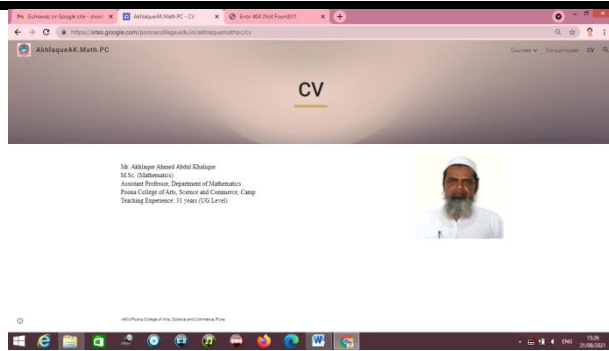 Gulnawaz sir Google site - shoaib
AkhlaqueAK.Math.PC - CV
Error 404 (Not Found)!!1
https://sites.google.com/poonacollege.edu.in/akhlaquemathpc/cv
AkhlaqueAK.Math.PC
Courses
Co-curricular
CV
CV
Mr. Akhlaque Ahmed Abdul Khalique
M.Sc. (Mathematics)
Assistant Professor, Department of Mathematics
Poona College of Arts, Science and Commerce, Camp
Teaching Experience: 31 years (UG Level)
AKI's Poona College of Arts, Science and Commerce, Pune
ENG
15:26
31/08/2021